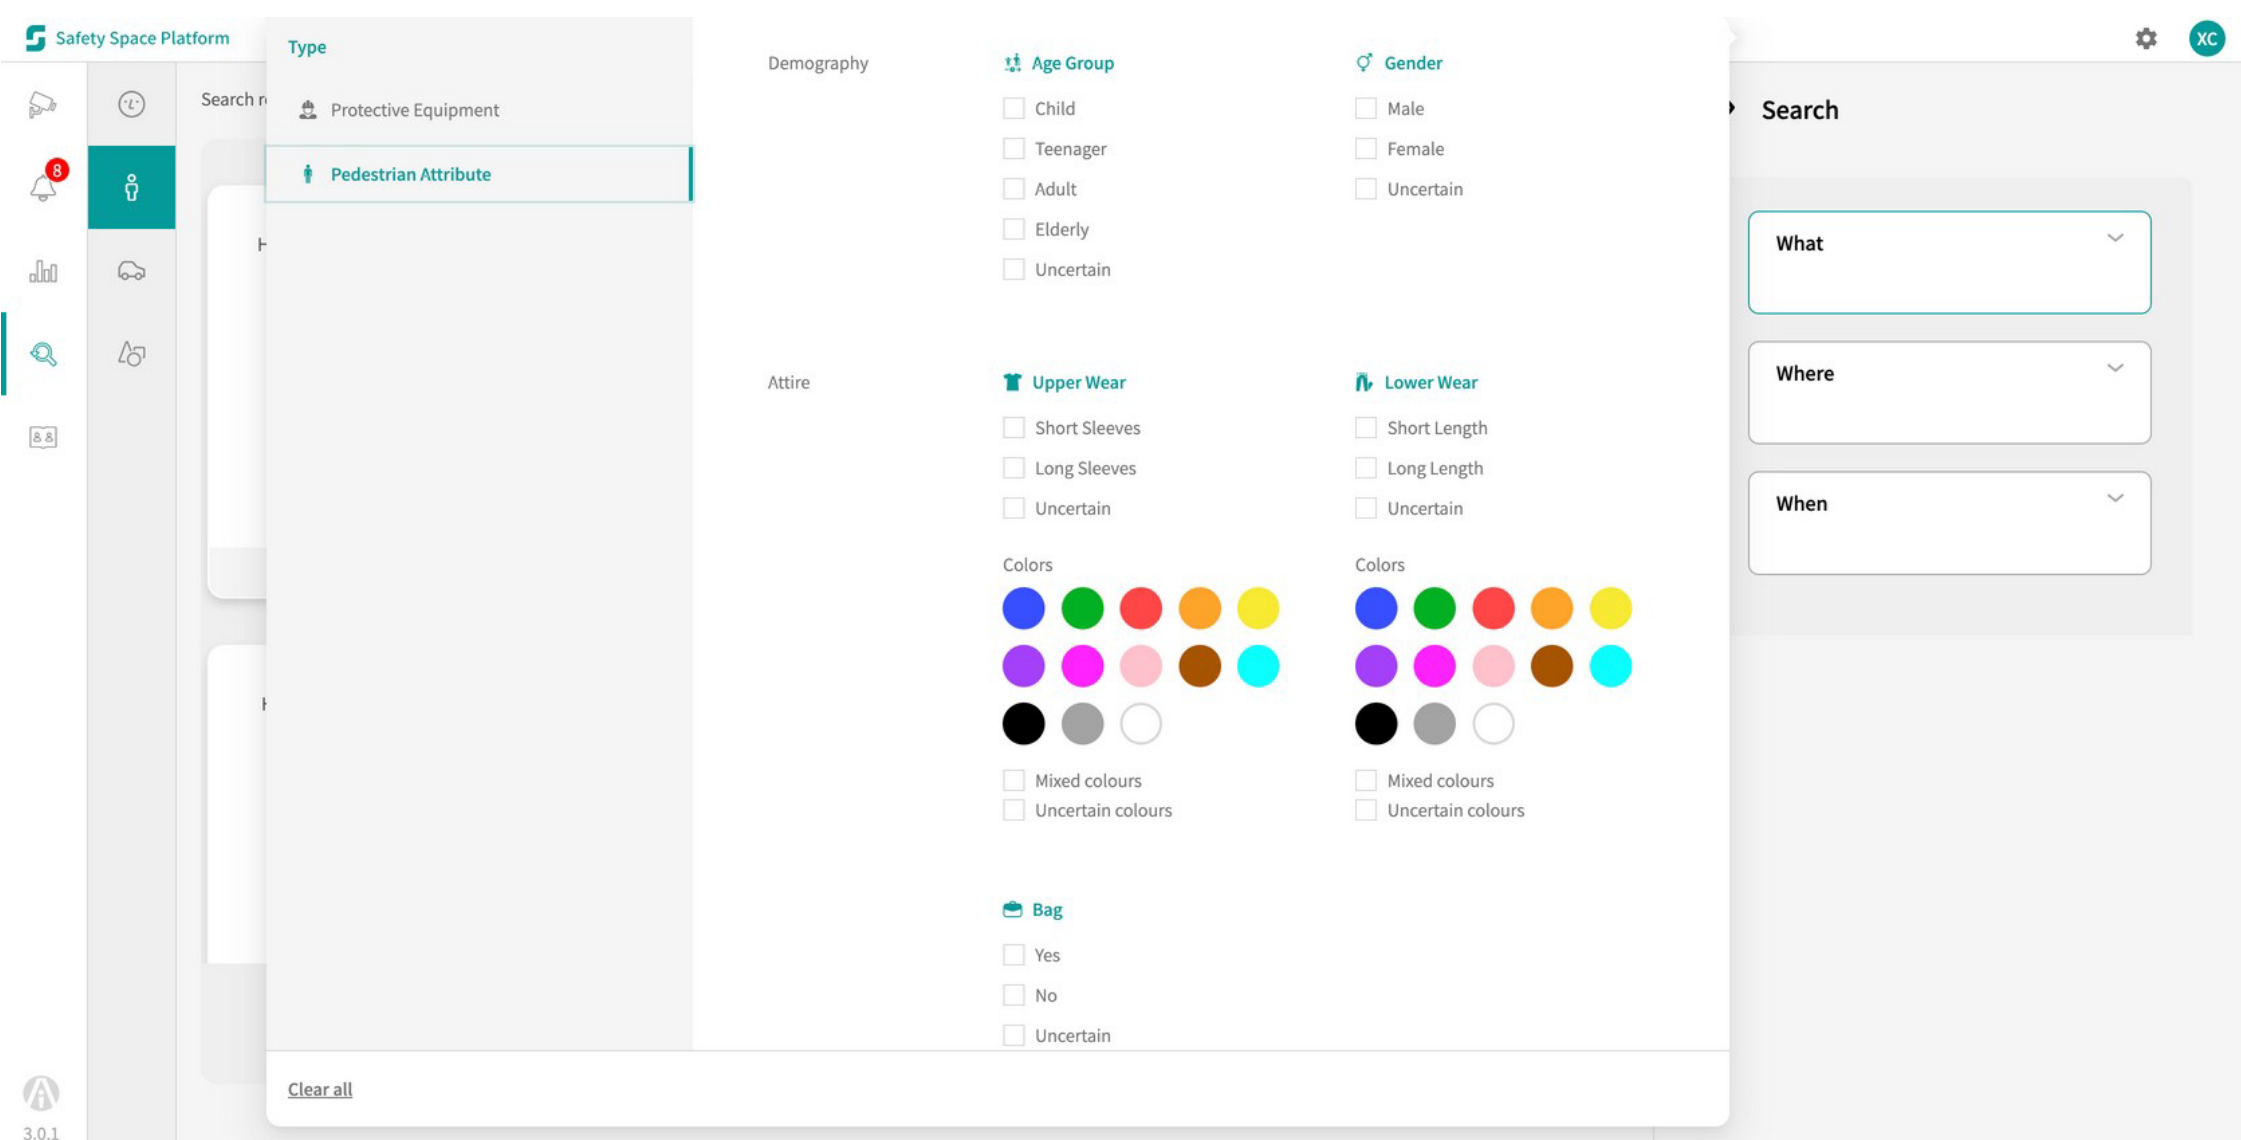 Safety Space Platform
XC
Type
Protective Equipment
Pedestrian Attribute
8
Search
3.0.1
Demography
Age Group
Child
Teenager
Adult
Elderly
Uncertain
Gender
Male
Female
Uncertain
Attire
Upper Wear
Short Sleeves
Long Sleeves
Uncertain
Colors
Mixed colours
Uncertain colours
Lower Wear
Short Length
Long Length
Uncertain
Colors
Mixed colours
Uncertain colours
Bag
Yes
No
Uncertain
Clear all
Search
What
Where
When